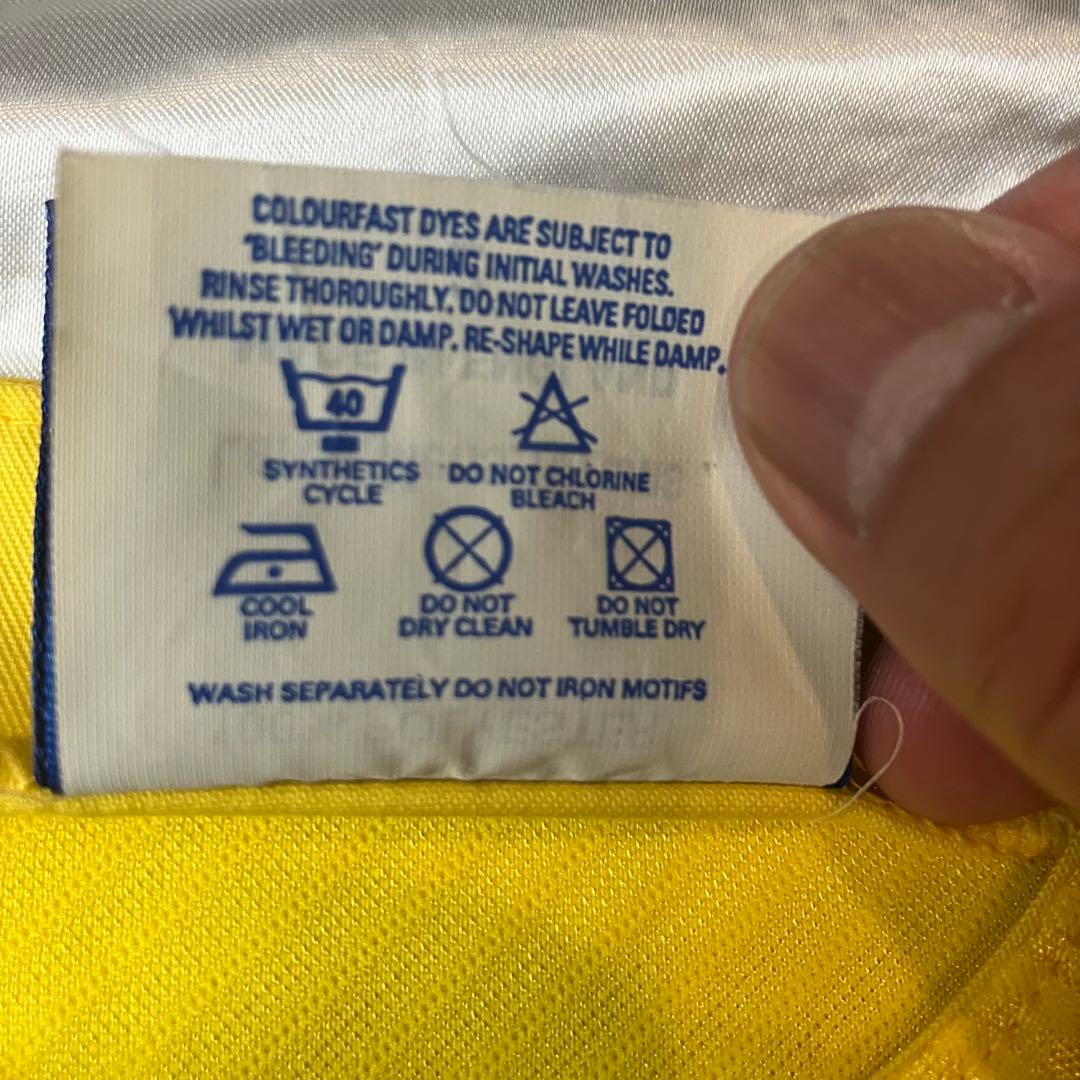 COLOURFAST DYES ARE SUBJECT TO
'BLEEDING' DURING INITIAL WASHES.
RINSE THOROUGHLY. DO NOT LEAVE FOLDED
WHILST WET OR DAMP. RE-SHAPE WHILE DAMP.
40
SYNTHETICS
CYCLE
DO NOT CHLORINE
BLEACH
COOL
IRON
DO NOT
DRY CLEAN
DO NOT
TUMBLE DRY
WASH SEPARATELY DO NOT IRON MOTIFS